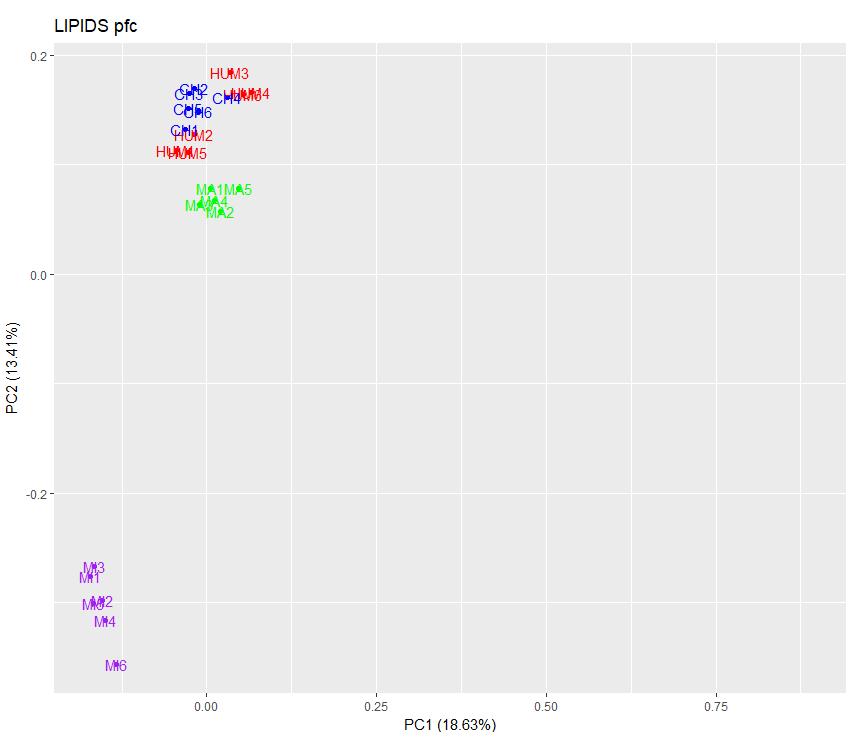 LIPIDS pfc
0.2
HUM3
CH2
CH3
HUM4
CH4
CH5
CH6
CH1
HUM2
HUM5
MA1
MA5
MA4
MA2
0.0
PC2 (13.41%)
-0.2
MI3
MI1
MI2
MI4
MI6
0.00
0.25
0.50
0.75
PC1 (18.63%)